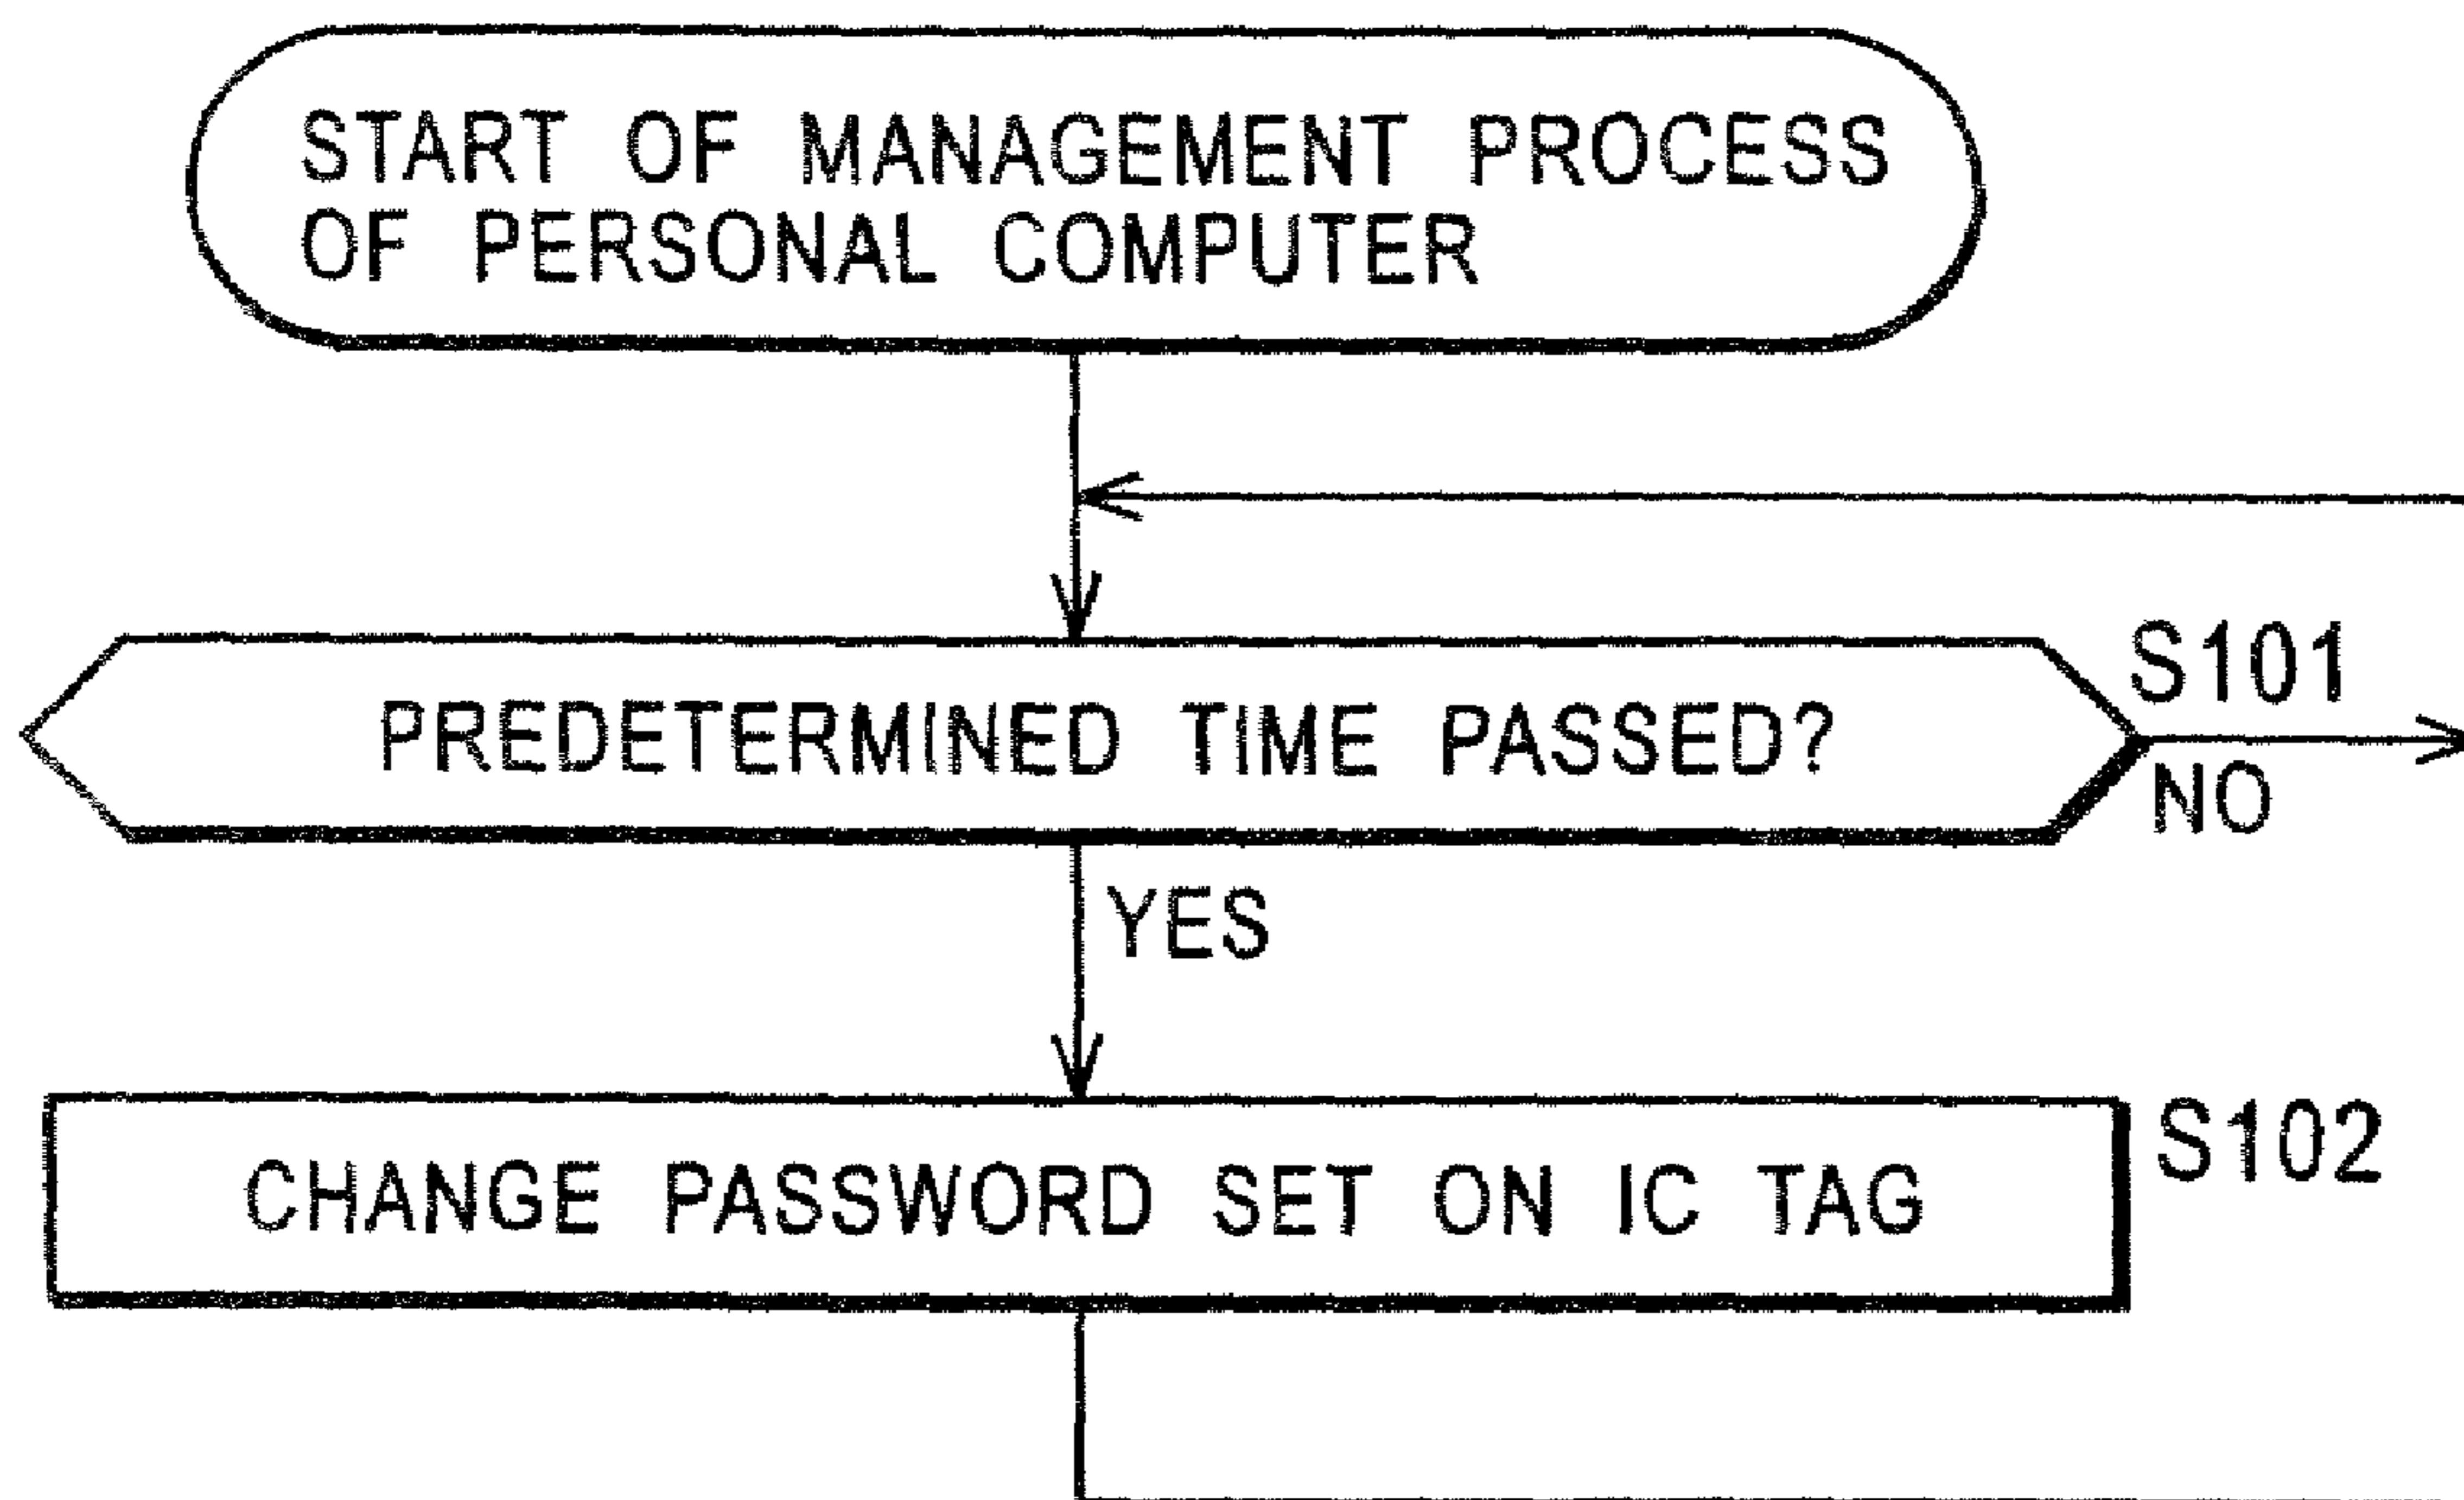 START OF MANAGEMENT PROCESS
OF PERSONAL COMPUTER
S101
PREDETERMINED TIME PASSED?
NO
YES
S102
CHANGE PASSWORD SET ON IC TAG